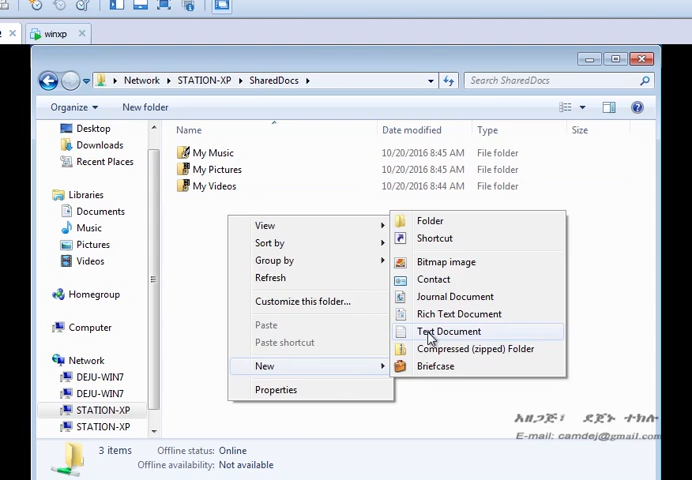 winxp
Network
STATION-XP
SharedDocs
Search SharedDocs
Organize
New folder
Name
Date modified
Type
Size
Desktop
Downloads
Recent Places
Libraries
Documents
Music
Pictures
Videos
Homegroup
Computer
Network
DEJU-WIN7
DEJU-WIN7
STATION-XP
STATION-XP
My Music 10/20/2016 8:45 AM File folder
My Pictures 10/20/2016 8:45 AM File folder
My Videos 10/20/2016 8:44 AM File folder
View
Sort by
Group by
Refresh
Customize this folder...
Paste
Paste shortcut
New
Properties
Folder
Shortcut
Bitmap image
Contact
Journal Document
Rich Text Document
Text Document
Compressed (zipped) Folder
Briefcase
አዘጋጅ፣ ደጀኑ ተክሉ
E-mail: camdej@gmail.com
3 items
Offline status: Online
Offline availability: Not available